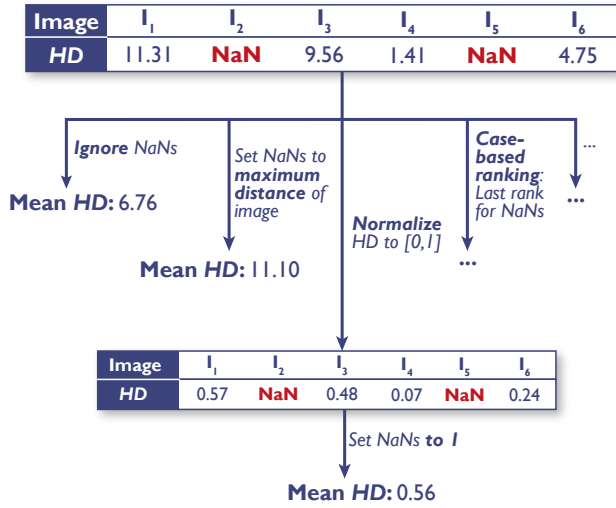 Image I1 I2 I3 I4 I5 I6
HD 11.31 NaN 9.56 1.41 NaN 4.75
Ignore NaNs
Mean HD: 6.76
Set NaNs to
maximum
distance of
image
Mean HD: 11.10
Normalize
HD to [0,1]
Case-
based
ranking:
Last rank
for NaNs
...
...
...
Image I1 I2 I3 I4 I5 I6
HD 0.57 NaN 0.48 0.07 NaN 0.24
Set NaNs to 1
Mean HD: 0.56